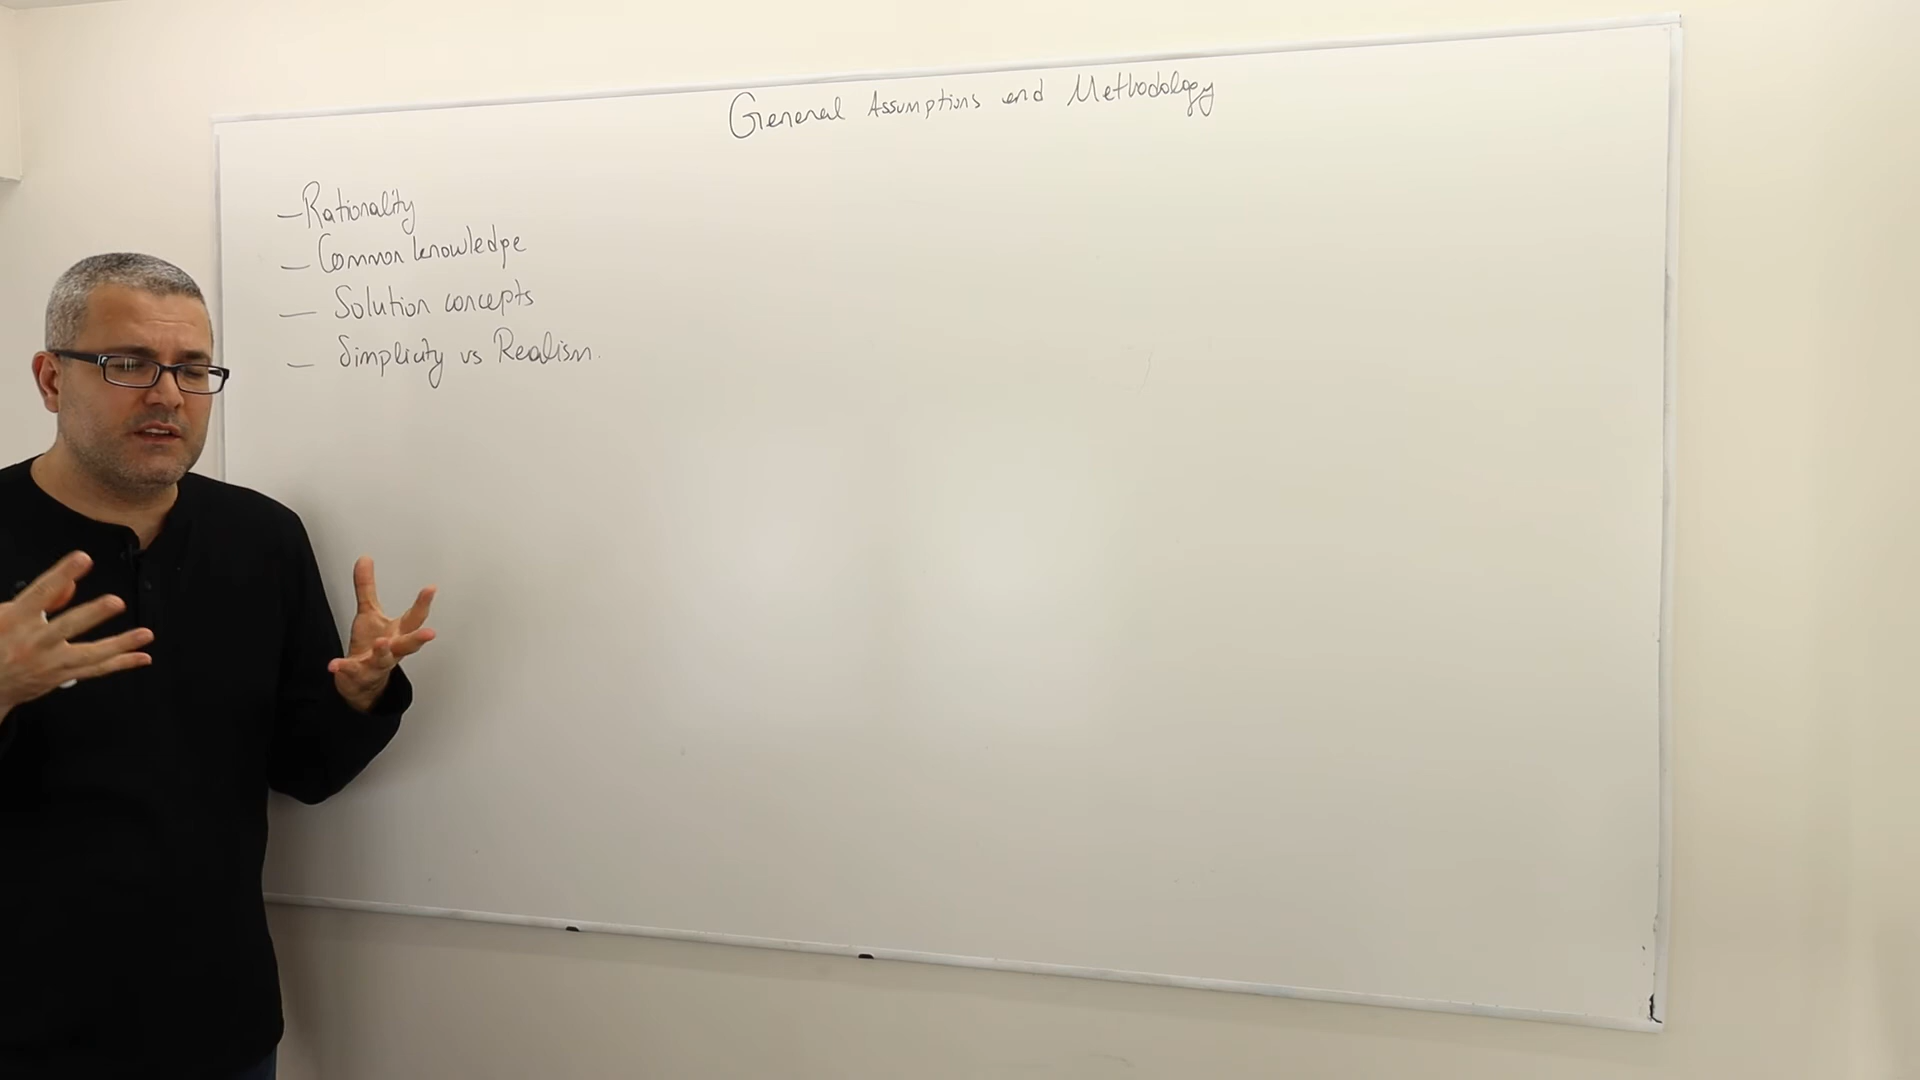 General Assumptions and Methodology
- Rationality
- Common knowledge
- Solution concepts
- Simplicity vs Realism.